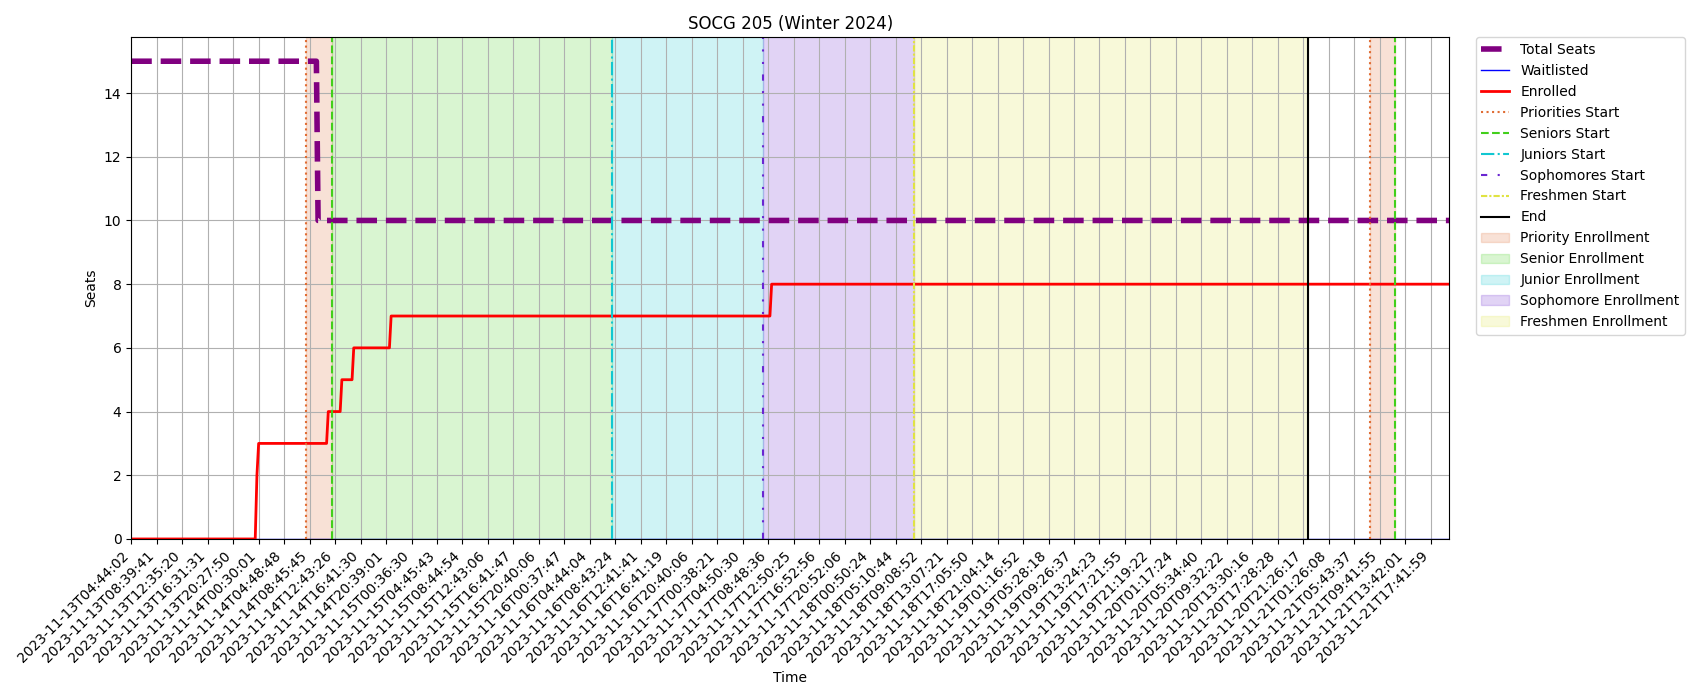 SOCG 205 (Winter 2024)
Seats
14
12
10
8
6
4
2
0
2023-11-13T04:44:02
2023-11-13T08:39:41
2023-11-13T12:35:20
2023-11-13T16:31:31
2023-11-13T20:27:50
2023-11-14T00:30:01
2023-11-14T04:48:48
2023-11-14T08:45:45
2023-11-14T12:43:26
2023-11-14T16:41:30
2023-11-14T20:39:01
2023-11-15T00:36:30
2023-11-15T04:45:43
2023-11-15T08:44:54
2023-11-15T12:43:06
2023-11-15T16:41:47
2023-11-15T20:40:06
2023-11-16T00:37:47
2023-11-16T04:44:04
2023-11-16T08:43:24
2023-11-16T12:41:41
2023-11-16T16:41:19
2023-11-16T20:40:06
2023-11-17T00:38:21
2023-11-17T04:50:30
2023-11-17T08:48:36
2023-11-17T12:50:25
2023-11-17T16:52:56
2023-11-17T20:52:06
2023-11-18T00:50:24
2023-11-18T05:10:44
2023-11-18T09:08:52
2023-11-18T13:07:21
2023-11-18T17:05:50
2023-11-18T21:04:14
2023-11-19T01:16:52
2023-11-19T05:28:18
2023-11-19T09:26:37
2023-11-19T13:24:23
2023-11-19T17:21:55
2023-11-19T21:19:22
2023-11-20T01:17:24
2023-11-20T05:34:40
2023-11-20T09:32:22
2023-11-20T13:30:16
2023-11-20T17:28:28
2023-11-20T21:26:17
2023-11-21T01:26:08
2023-11-21T05:43:37
2023-11-21T09:41:55
2023-11-21T13:42:01
2023-11-21T17:41:59
Time
Total Seats
Waitlisted
Enrolled
Priorities Start
Seniors Start
Juniors Start
Sophomores Start
Freshmen Start
End
Priority Enrollment
Senior Enrollment
Junior Enrollment
Sophomore Enrollment
Freshmen Enrollment